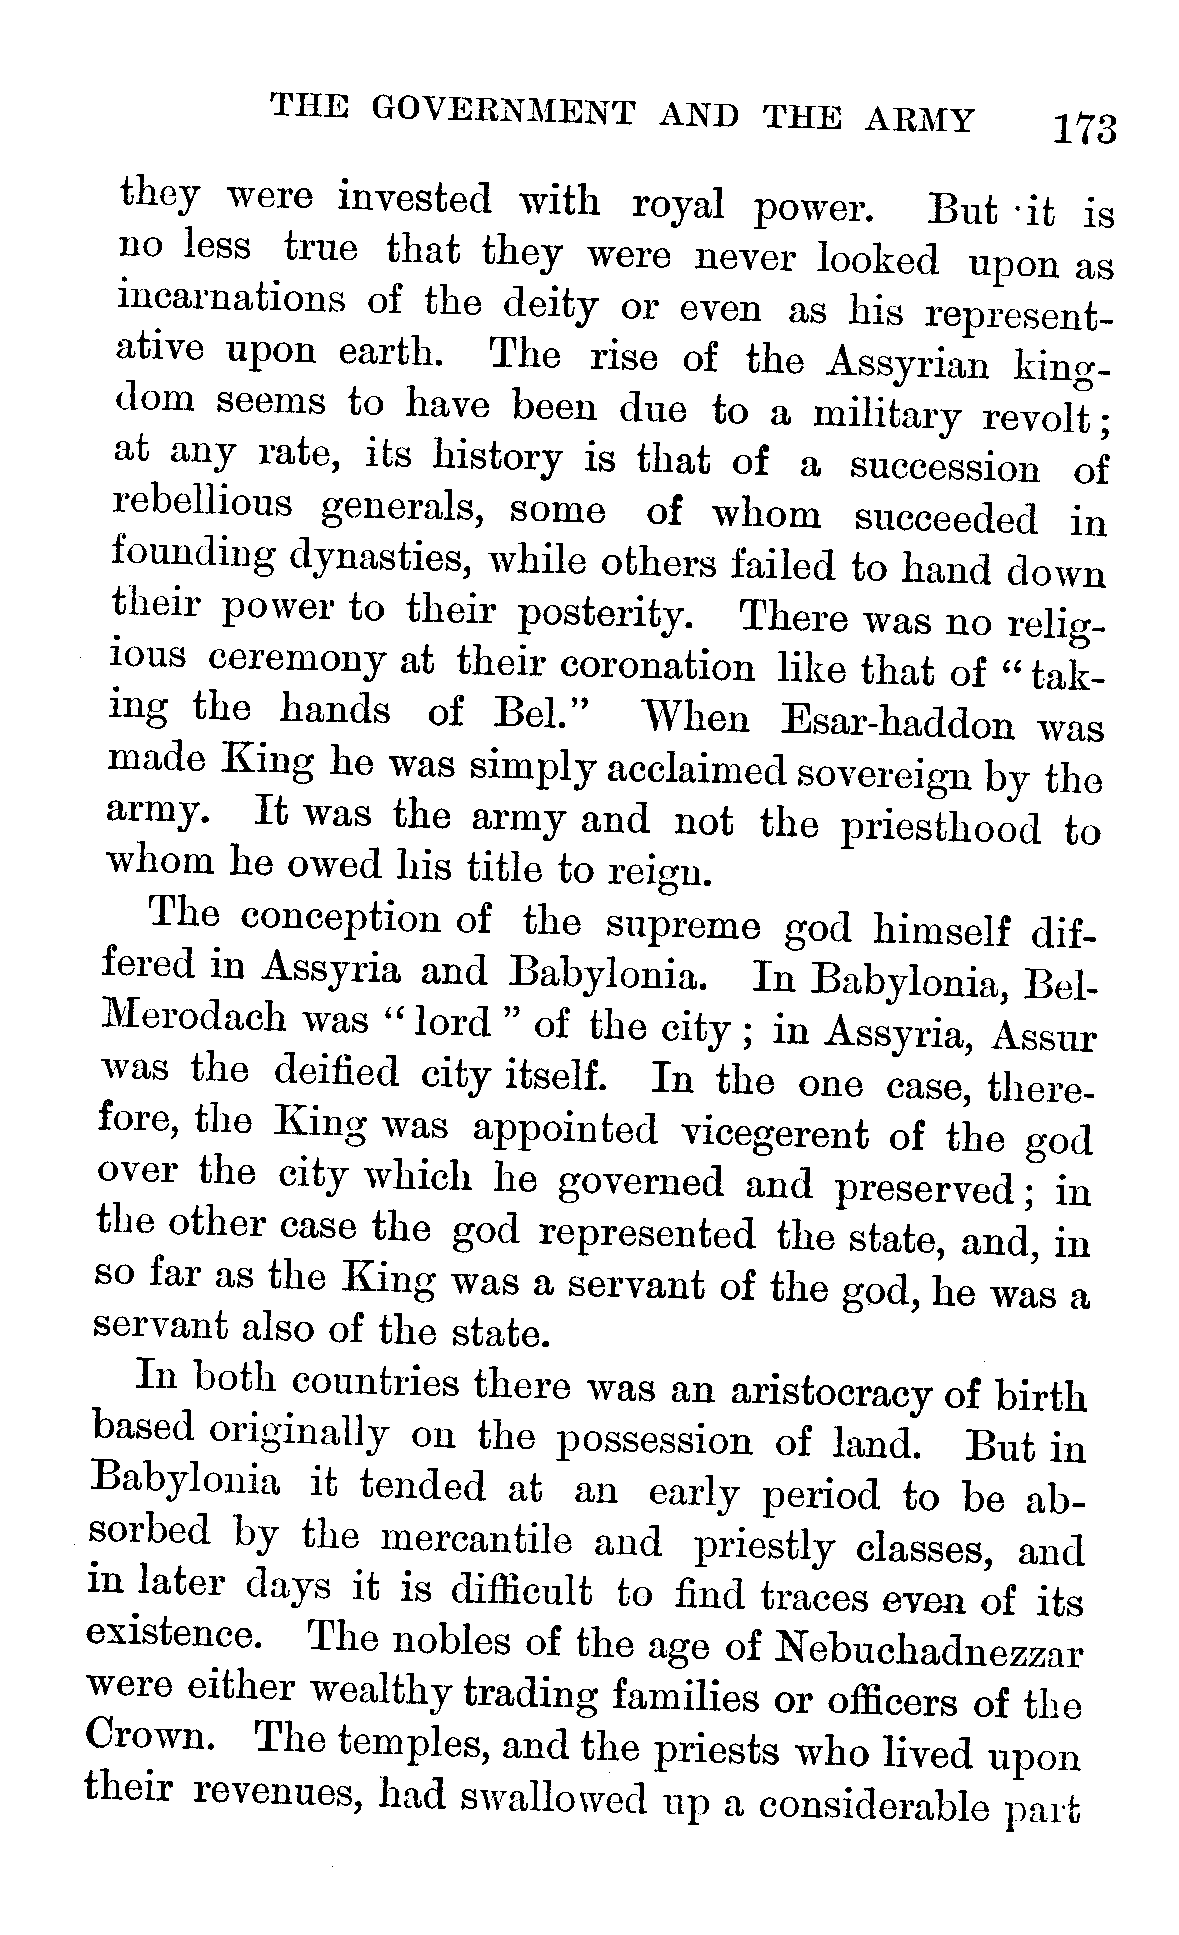 THE GOVERNMENT AND THE ARMY 173
they were invested with royal power. But it is
no less true that they were never looked upon as
incarnations of the deity or even as his represent-
ative upon earth. The rise of the Assyrian king-
dom seems to have been due to a military revolt;
at any rate, its history is that of a succession of
rebellious generals, some of whom succeeded in
founding dynasties, while others failed to hand down
their power to their posterity. There was no relig-
ious ceremony at their coronation like that of “tak-
ing the hands of Bel.” When Esar-haddon was
made King he was simply acclaimed sovereign by the
army. It was the army and not the priesthood to
whom he owed his title to reign.
The conception of the supreme god himself dif-
fered in Assyria and Babylonia. In Babylonia, Bel-
Merodach was “lord” of the city; in Assyria, Assur
was the deified city itself. In the one case, there-
fore, the King was appointed vicegerent of the god
over the city which he governed and preserved; in
the other case the god represented the state, and, in
so far as the King was a servant of the god, he was a
servant also of the state.
In both countries there was an aristocracy of birth
based originally on the possession of land. But in
Babylonia it tended at an early period to be ab-
sorbed by the mercantile and priestly classes, and
in later days it is difficult to find traces even of its
existence. The nobles of the age of Nebuchadnezzar
were either wealthy trading families or officers of the
Crown. The temples, and the priests who lived upon
their revenues, had swallowed up a considerable part